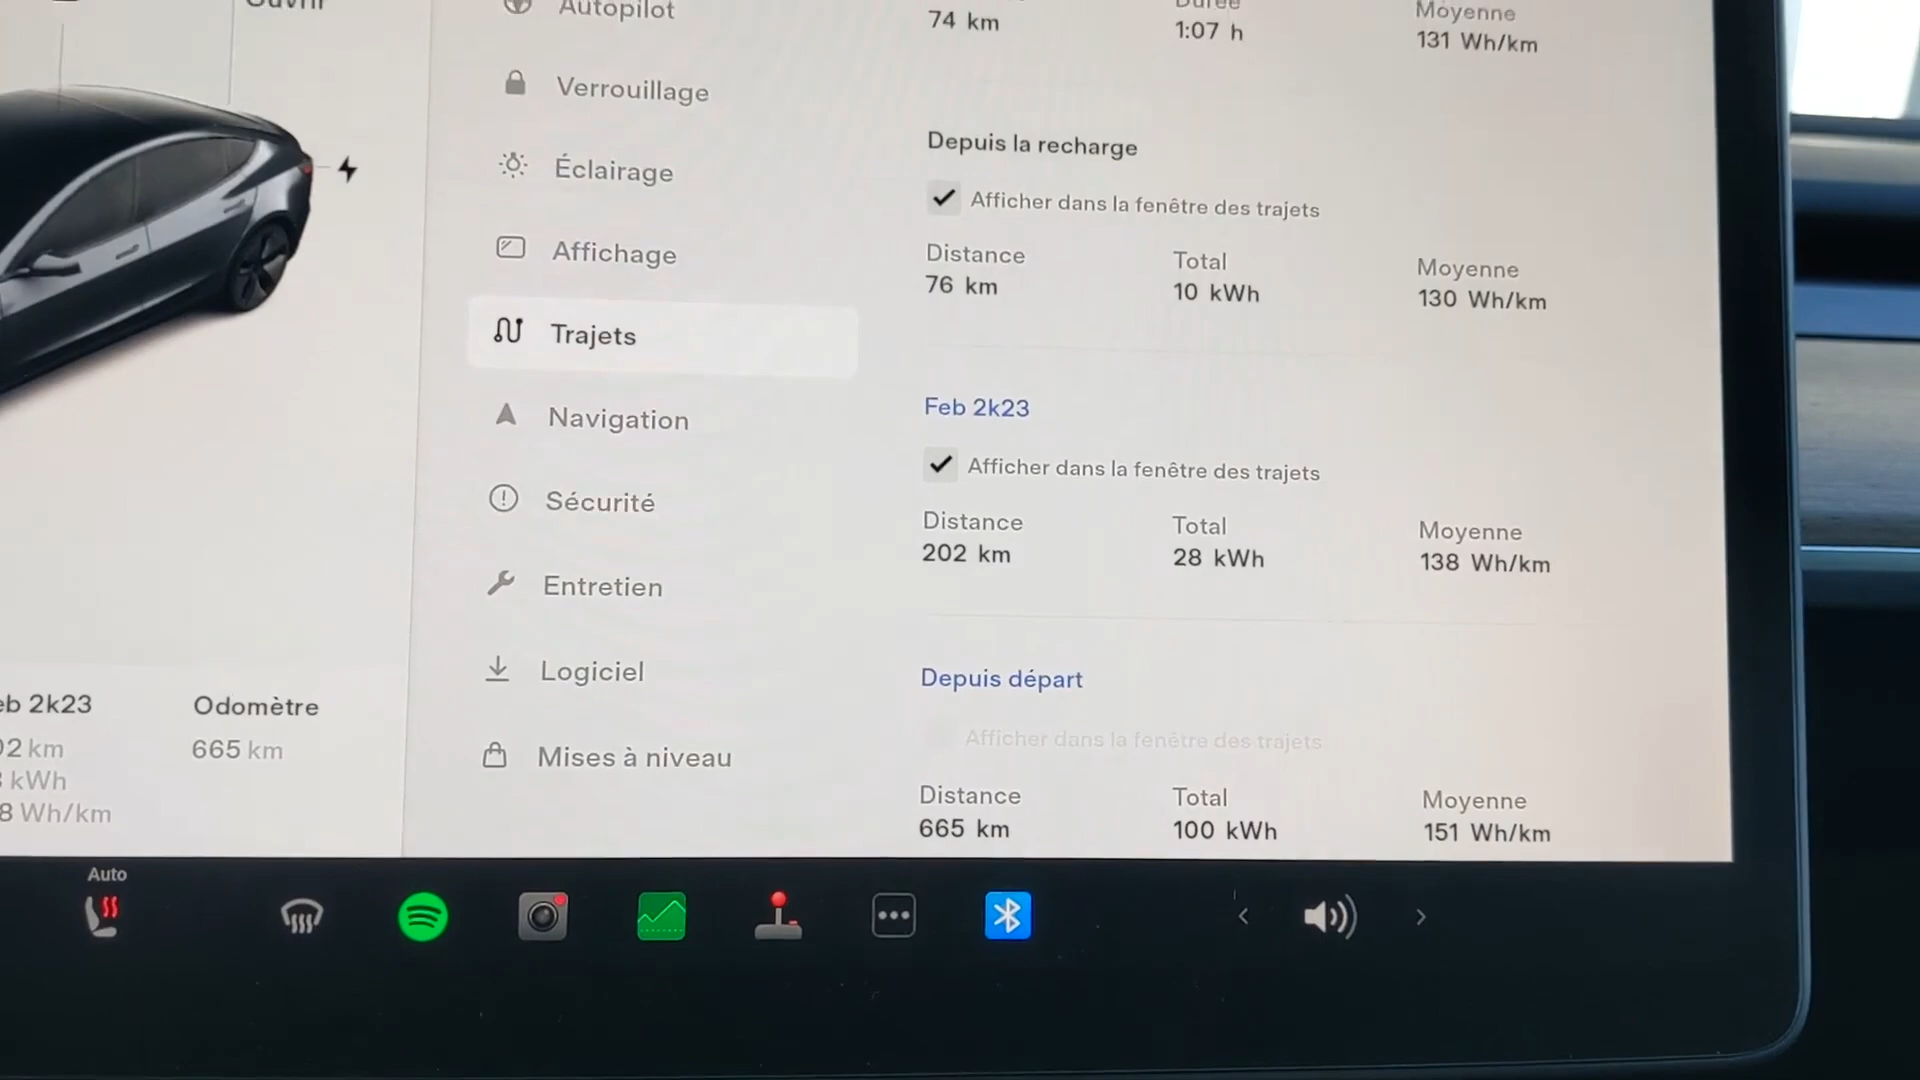 Autopilot
Verrouillage
Éclairage
Affichage
Trajets
Navigation
Sécurité
Entretien
Logiciel
Mises à niveau
74 km
Durée
1:07 h
Moyenne
131 Wh/km
Depuis la recharge
Afficher dans la fenêtre des trajets
Distance
76 km
Total
10 kWh
Moyenne
130 Wh/km
Feb 2k23
Afficher dans la fenêtre des trajets
Distance
202 km
Total
28 kWh
Moyenne
138 Wh/km
Depuis départ
Afficher dans la fenêtre des trajets
Distance
665 km
Total
100 kWh
Moyenne
151 Wh/km
eb 2k23
02 km
kWh
8 Wh/km
Odomètre
665 km
Auto